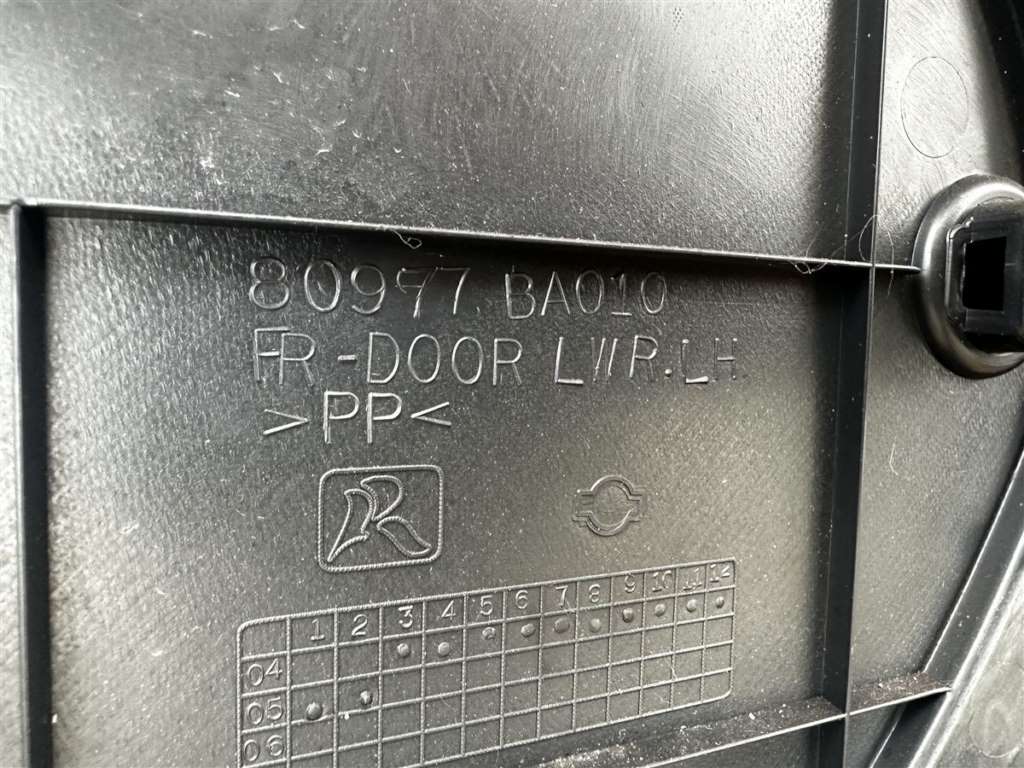 80977 BA010
FR-DOOR LWR.LH.
>PP<
R
1 2 3 4 5 6 7 8 9 10 11 12
04
05
06